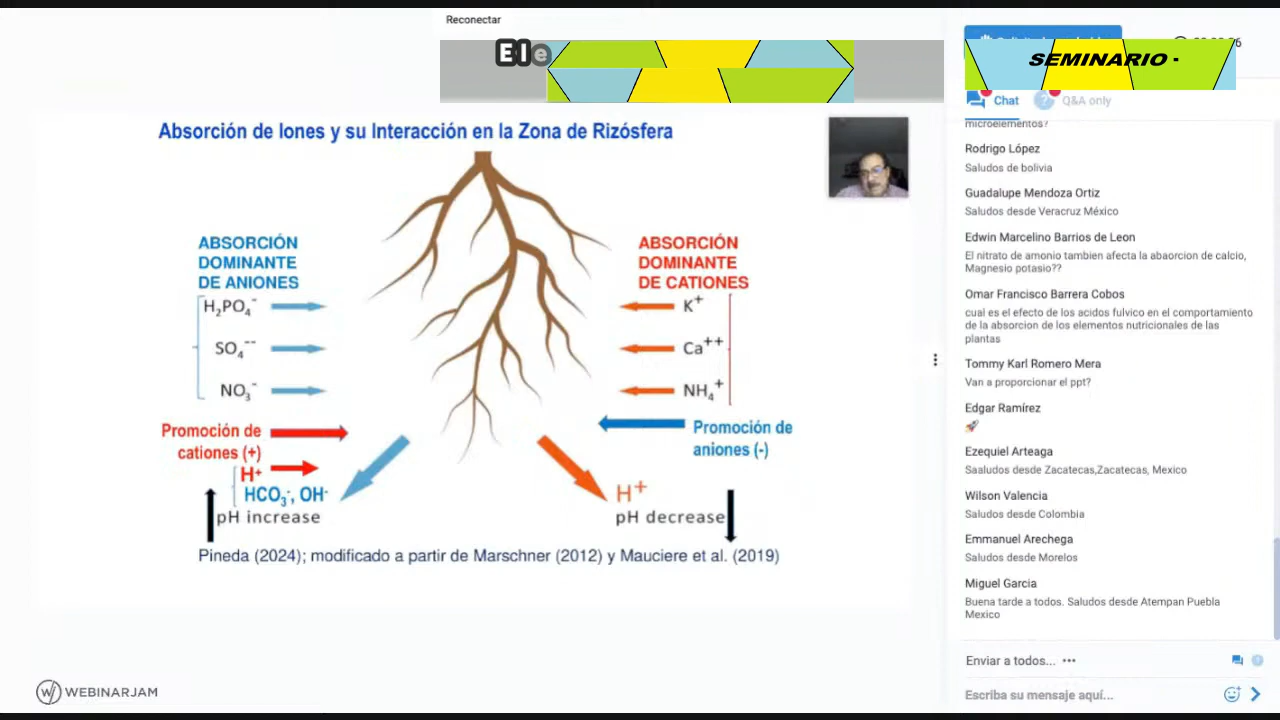 Reconectar
Ele
SEMINARIO -
Chat
Q&A only
Absorción de Iones y su Interacción en la Zona de Rizósfera
ABSORCIÓN
DOMINANTE
DE ANIONES
H₂PO₄⁻
SO₄⁻⁻
NO₃⁻
Promoción de
cationes (+)
H⁺
HCO₃⁻, OH⁻
pH increase
ABSORCIÓN
DOMINANTE
DE CATIONES
K⁺
Ca⁺⁺
NH₄⁺
Promoción de
aniones (-)
H⁺
pH decrease
Pineda (2024); modificado a partir de Marschner (2012) y Mauciere et al. (2019)
WEBINARJAM
microelementos?
Rodrigo López
Saludos de bolivia
Guadalupe Mendoza Ortiz
Saludos desde Veracruz México
Edwin Marcelino Barrios de Leon
El nitrato de amonio tambien afecta la abaorcion de calcio,
Magnesio potasio??
Omar Francisco Barrera Cobos
cual es el efecto de los acidos fulvico en el comportamiento
de la absorcion de los elementos nutricionales de las
plantas
Tommy Karl Romero Mera
Van a proporcionar el ppt?
Edgar Ramírez
Ezequiel Arteaga
Saaludos desde Zacatecas,Zacatecas, Mexico
Wilson Valencia
Saludos desde Colombia
Emmanuel Arechega
Saludos desde Morelos
Miguel Garcia
Buena tarde a todos. Saludos desde Atempan Puebla
Mexico
Enviar a todos...
Escriba su mensaje aquí...